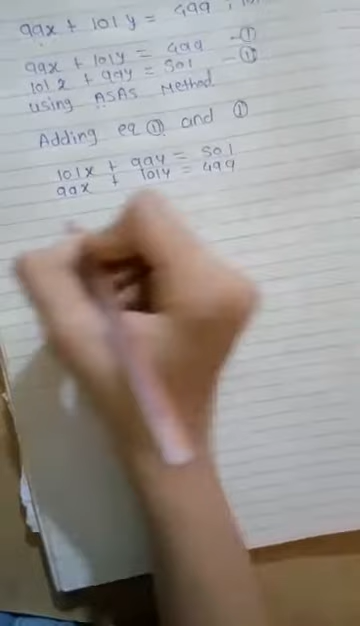 99x + 101y = 499
99x + 101y = 499 - ①
101x + 99y = 501 - ②
using ASAS Method.
Adding eq ② and ①
101x + 99y = 501
99x + 101y = 499